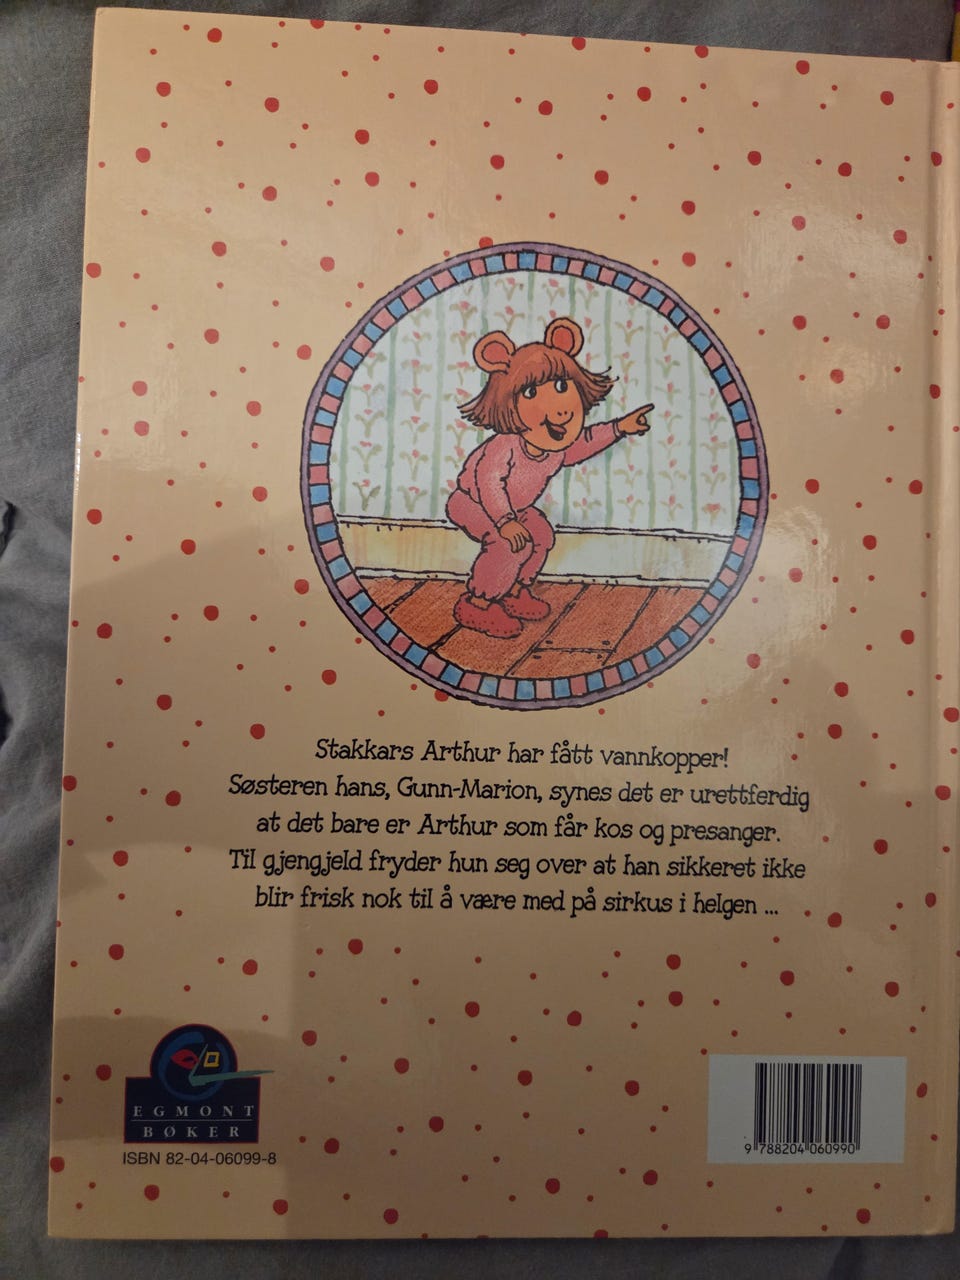 Stakkars Arthur har fått vannkopper!
Søsteren hans, Gunn-Marion, synes det er urettferdig
at det bare er Arthur som får kos og presanger.
Til gjengjeld fryder hun seg over at han sikkeret ikke
blir frisk nok til å være med på sirkus i helgen ...
EGMONT
BØKER
ISBN 82-04-06099-8
9 788204 060990